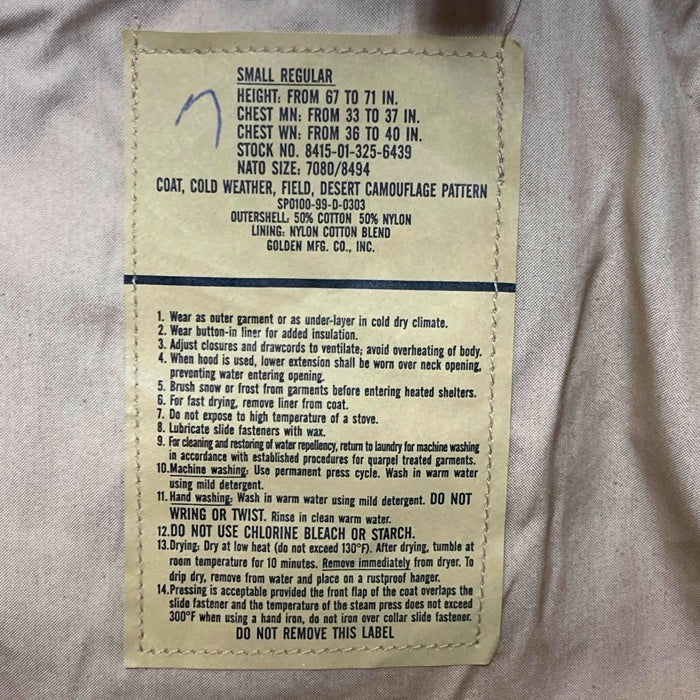 SMALL REGULAR
HEIGHT: FROM 67 TO 71 IN.
CHEST MN: FROM 33 TO 37 IN.
CHEST WN: FROM 36 TO 40 IN.
STOCK NO. 8415-01-325-6439
NATO SIZE: 7080/8494
COAT, COLD WEATHER, FIELD, DESERT CAMOUFLAGE PATTERN
SPO100-99-D-0303
OUTERSHELL: 50% COTTON 50% NYLON
LINING: NYLON COTTON BLEND
GOLDEN MFG. CO., INC.
1. Wear as outer garment or as under-layer in cold dry climate.
2. Wear button-in liner for added insulation.
3. Adjust closures and drawcords to ventilate; avoid overheating of body.
4. When hood is used, lower extension shall be worn over neck opening,
preventing water entering opening.
5. Brush snow or frost from garments before entering heated shelters.
6. For fast drying, remove liner from coat.
7. Do not expose to high temperature of a stove.
8. Lubricate slide fasteners with wax.
9. For cleaning and restoring of water repellency, return to laundry for machine washing
in accordance with established procedures for quarpel treated garments.
10.Machine washing: Use permanent press cycle. Wash in warm water
using mild detergent.
11. Hand washing: Wash in warm water using mild detergent. DO NOT
WRING OR TWIST. Rinse in clean warm water.
12.DO NOT USE CHLORINE BLEACH OR STARCH.
13.Drying: Dry at low heat (do not exceed 130°F). After drying, tumble at
room temperature for 10 minutes. Remove immediately from dryer. To
drip dry, remove from water and place on a rustproof hanger.
14.Pressing is acceptable provided the front flap of the coat overlaps the
slide fastener and the temperature of the steam press does not exceed
300°F when using a hand iron, do not iron over collar slide fastener.
DO NOT REMOVE THIS LABEL